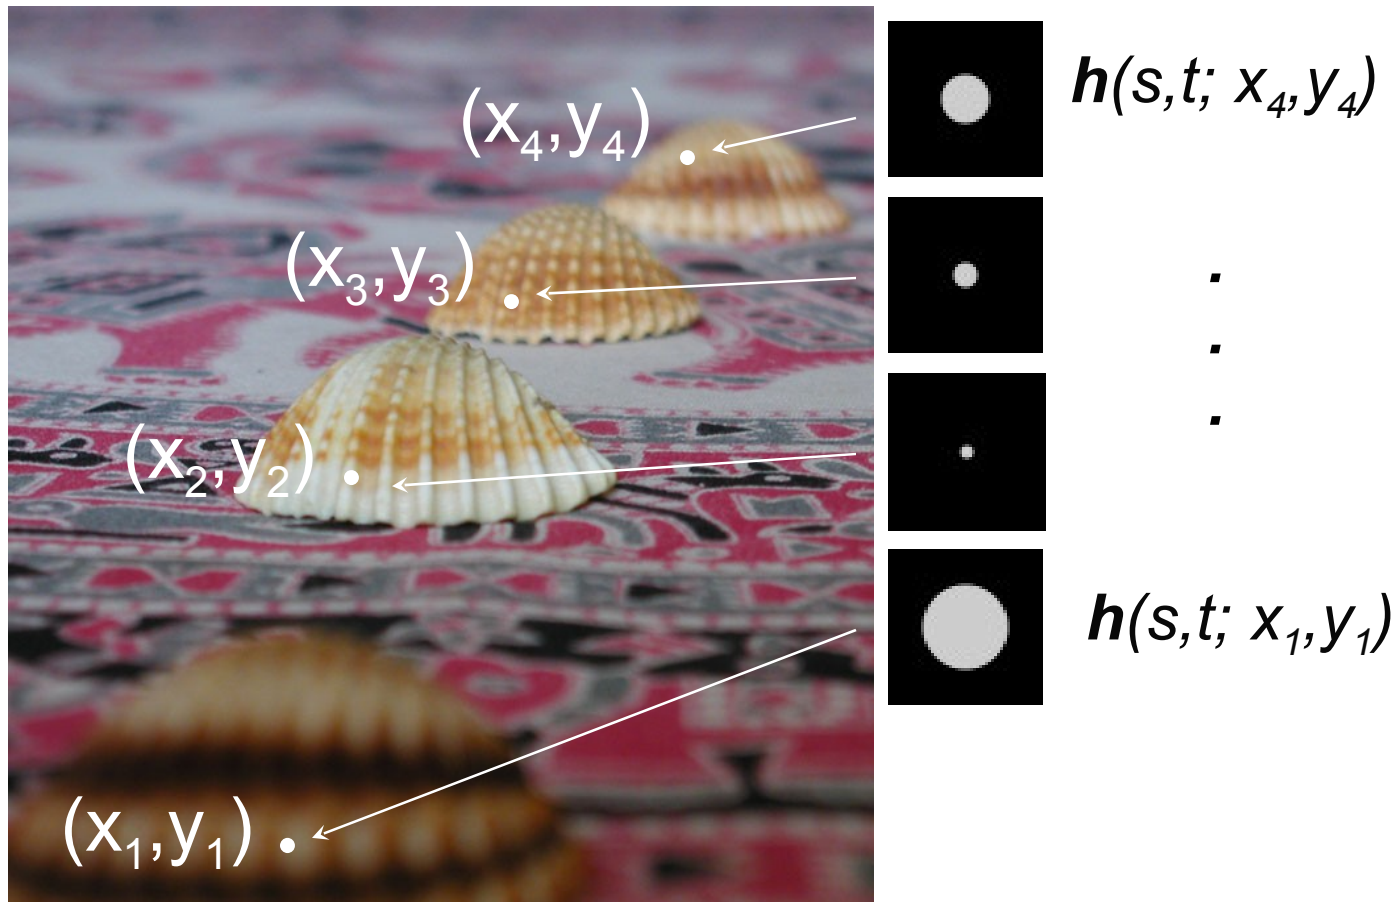 (x₄,y₄)
h(s,t; x₄,y₄)
(x₃,y₃)
.
.
.
(x₂,y₂)
h(s,t; x₁,y₁)
(x₁,y₁)